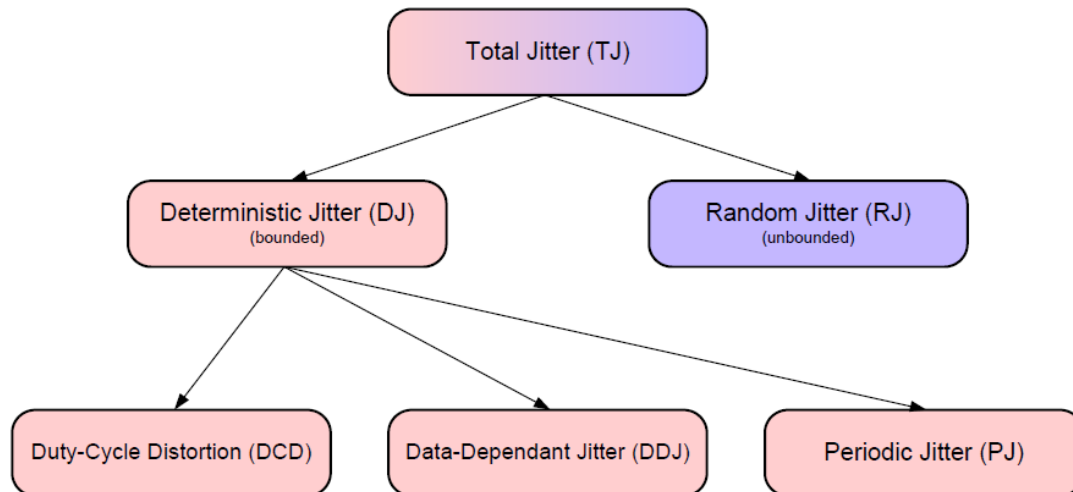 Total Jitter (TJ)
Deterministic Jitter (DJ)
(bounded)
Random Jitter (RJ)
(unbounded)
Duty-Cycle Distortion (DCD)
Data-Dependant Jitter (DDJ)
Periodic Jitter (PJ)